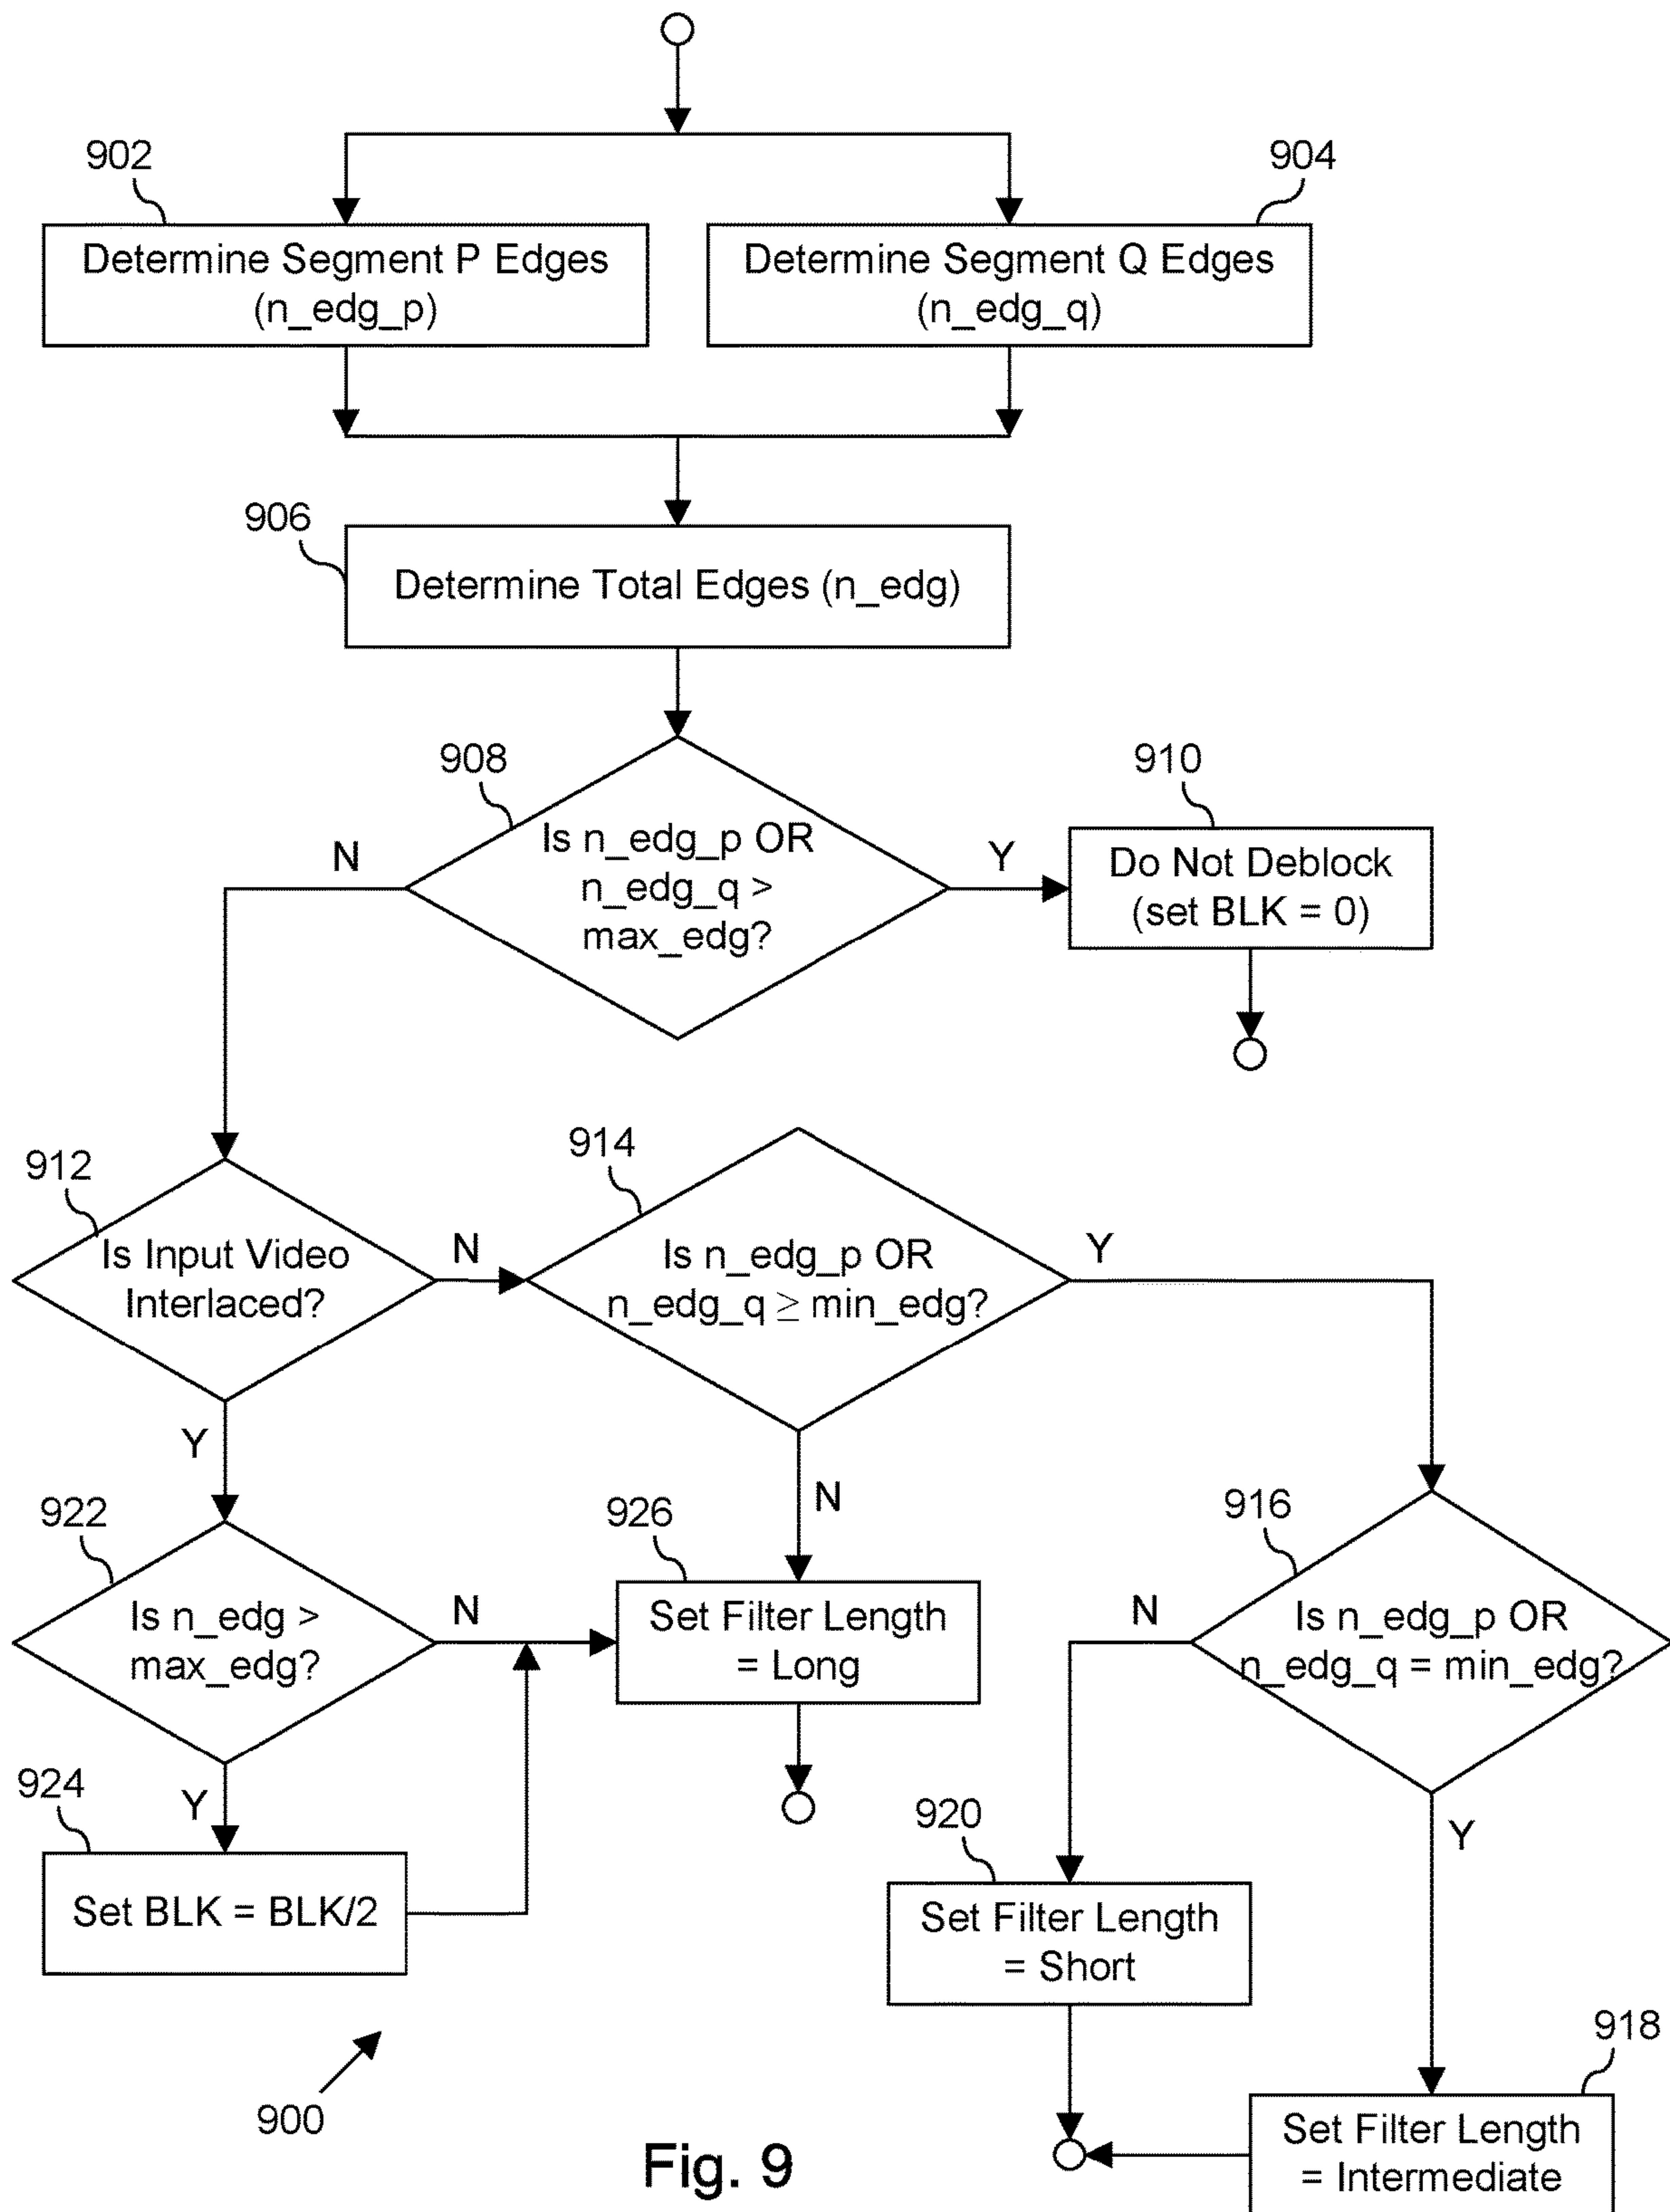 902
904
Determine Segment P Edges
(n_edg_p)
Determine Segment Q Edges
(n_edg_q)
906
Determine Total Edges (n_edg)
908
910
Is n_edg_p OR
n_edg_q >
max_edg?
N
Y
Do Not Deblock
(set BLK = 0)
912
914
Is Input Video
Interlaced?
N
Is n_edg_p OR
n_edg_q ≥ min_edg?
Y
Y
N
922
926
916
Is n_edg >
max_edg?
N
Set Filter Length
= Long
N
Is n_edg_p OR
n_edg_q = min_edg?
924
Y
920
Y
Set BLK = BLK/2
Set Filter Length
= Short
918
900
Set Filter Length
= Intermediate
Fig. 9